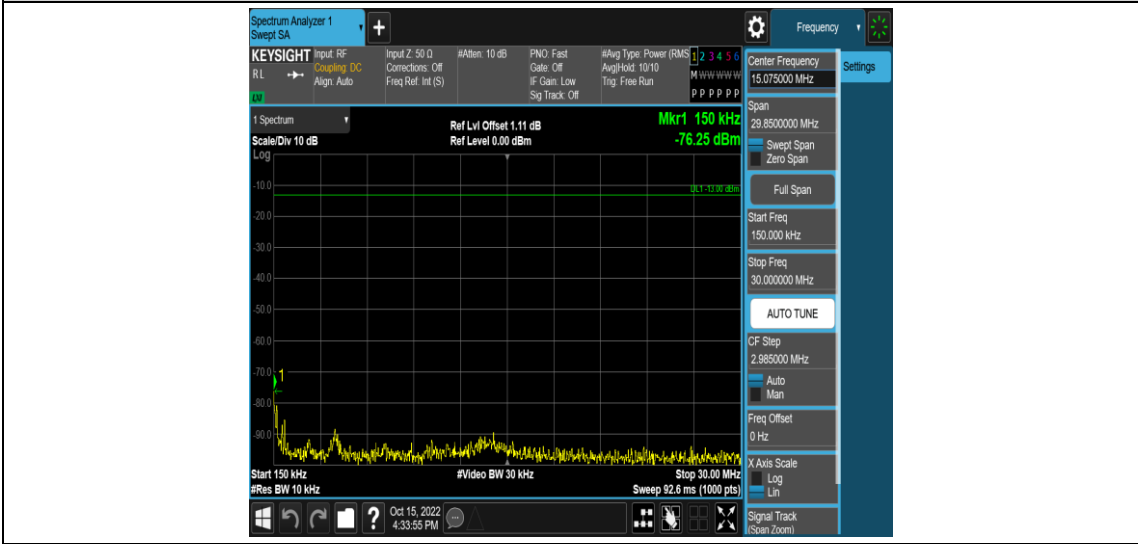 Spectrum Analyzer 1
Swept SA
+
Frequency
KEYSIGHT
RL
Input: RF
Coupling: DC
Align: Auto
Input Z: 50 Ω
Corrections: Off
Freq Ref: Int (S)
#Atten: 10 dB
PNO: Fast
Gate: Off
IF Gain: Low
Sig Track: Off
#Avg Type: Power (RMS
Avg|Hold: 10/10
Trig: Free Run
1 2 3 4 5 6
M W W W W W
P P P P P P
1 Spectrum
Scale/Div 10 dB
Log
Ref Lvl Offset 1.11 dB
Ref Level 0.00 dBm
Mkr1 150 kHz
-76.25 dBm
DL1 -13.00 dBm
-10.0
-20.0
-30.0
-40.0
-50.0
-60.0
-70.0
1
-80.0
-90.0
Start 150 kHz
#Video BW 30 kHz
Stop 30.00 MHz
#Res BW 10 kHz
Sweep 92.6 ms (1000 pts)
?
Oct 15, 2022
4:33:55 PM
Center Frequency
15.075000 MHz
Settings
Span
29.8500000 MHz
Swept Span
Zero Span
Full Span
Start Freq
150.000 kHz
Stop Freq
30.000000 MHz
AUTO TUNE
CF Step
2.985000 MHz
Auto
Man
Freq Offset
0 Hz
X Axis Scale
Log
Lin
Signal Track
(Span Zoom)